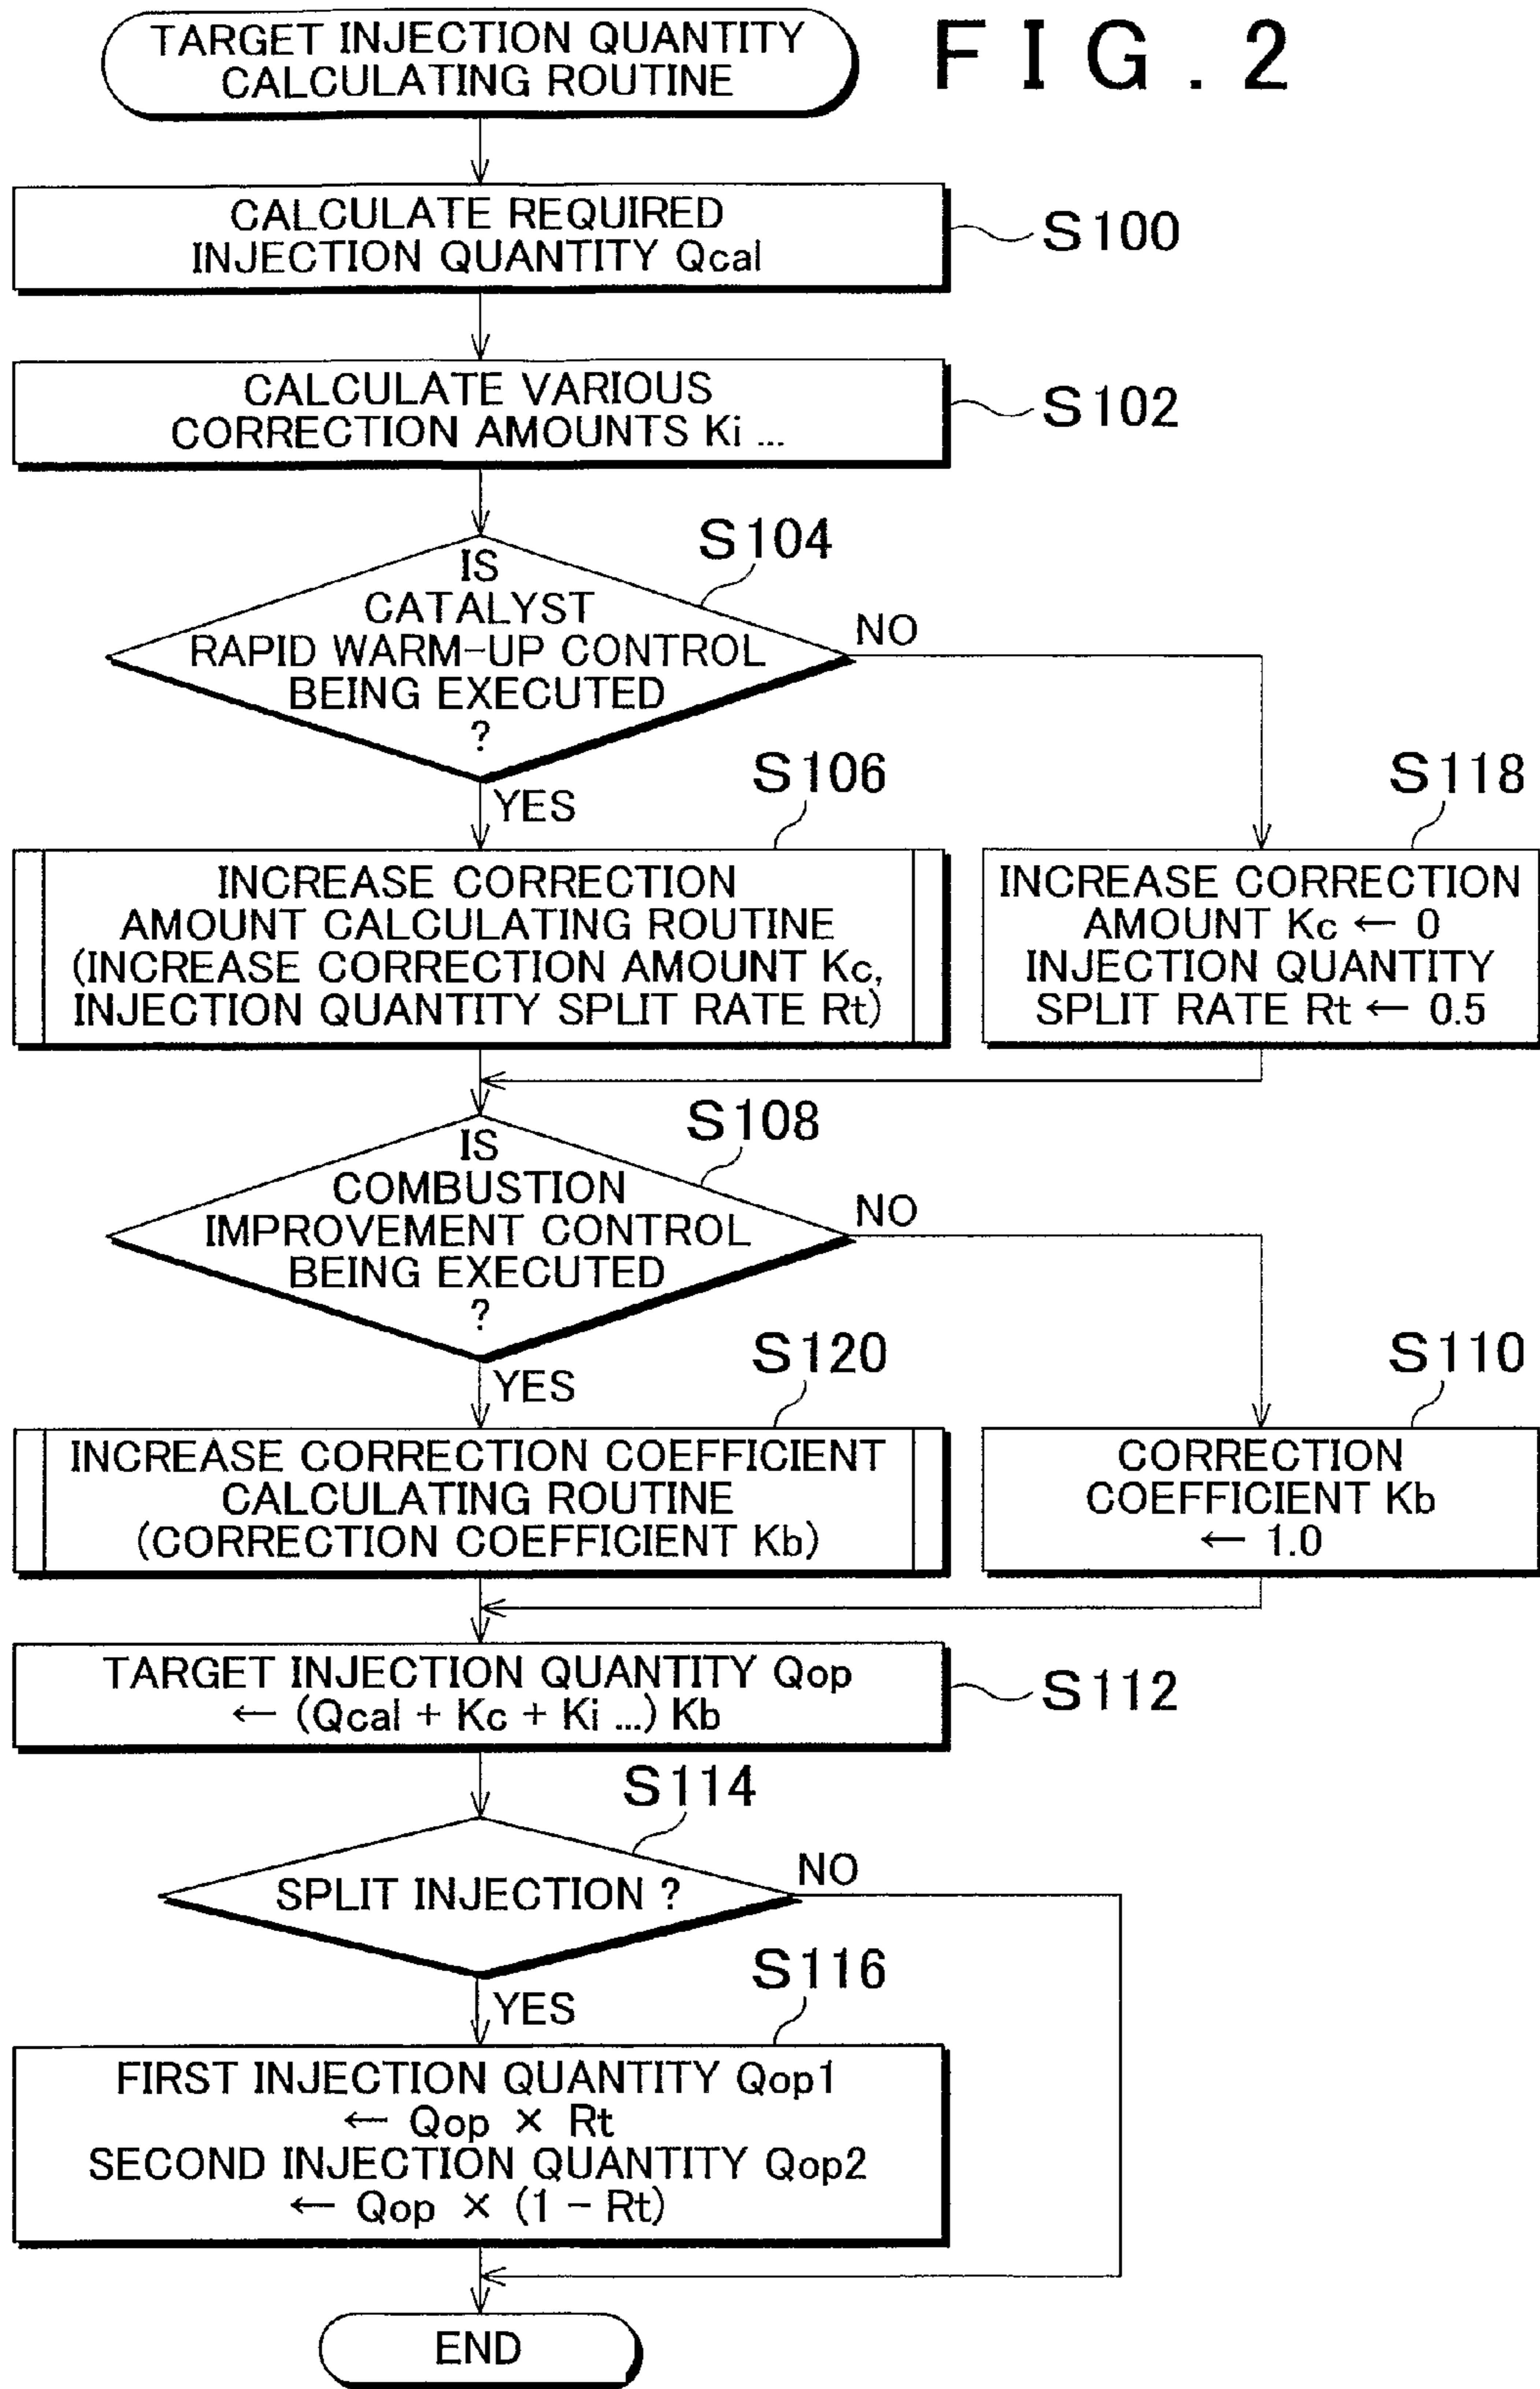 TARGET INJECTION QUANTITY
CALCULATING ROUTINE
FIG.2
CALCULATE REQUIRED
INJECTION QUANTITY Qcal
S100
CALCULATE VARIOUS
CORRECTION AMOUNTS Ki ...
S102
S104
IS
CATALYST
RAPID WARM-UP CONTROL
BEING EXECUTED
?
NO
YES
S106
INCREASE CORRECTION
AMOUNT CALCULATING ROUTINE
(INCREASE CORRECTION AMOUNT Kc,
INJECTION QUANTITY SPLIT RATE Rt)
S118
INCREASE CORRECTION
AMOUNT Kc ← 0
INJECTION QUANTITY
SPLIT RATE Rt ← 0.5
S108
IS
COMBUSTION
IMPROVEMENT CONTROL
BEING EXECUTED
?
NO
YES
S120
INCREASE CORRECTION COEFFICIENT
CALCULATING ROUTINE
(CORRECTION COEFFICIENT Kb)
S110
CORRECTION
COEFFICIENT Kb
← 1.0
TARGET INJECTION QUANTITY Qop
← (Qcal + Kc + Ki ...) Kb
S112
S114
SPLIT INJECTION ?
NO
YES
S116
FIRST INJECTION QUANTITY Qop1
← Qop × Rt
SECOND INJECTION QUANTITY Qop2
← Qop × (1 - Rt)
END